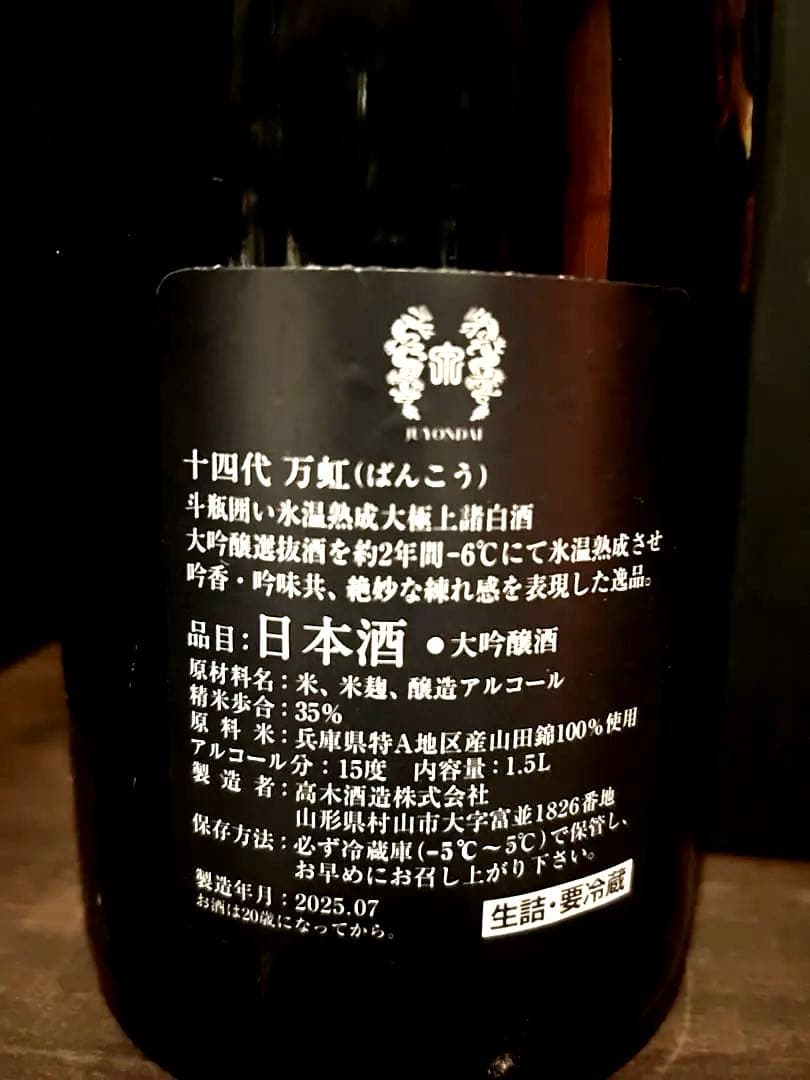 JUYONDAI
十四代 万虹(ばんこう)
斗瓶囲い氷温熟成大極上諸白酒
大吟醸選抜酒を約2年間-6℃にて氷温熟成させ
吟香・吟味共、絶妙な練れ感を表現した逸品。
品目:日本酒 ●大吟醸酒
原材料名:米、米麹、醸造アルコール
精米歩合:35%
原料米:兵庫県特A地区産山田錦100%使用
アルコール分:15度 内容量:1.5L
製造者:高木酒造株式会社
山形県村山市大字富並1826番地
保存方法:必ず冷蔵庫(-5℃〜5℃)で保管し、
お早めにお召し上がり下さい。
製造年月:2025.07
お酒は20歳になってから。
生詰・要冷蔵